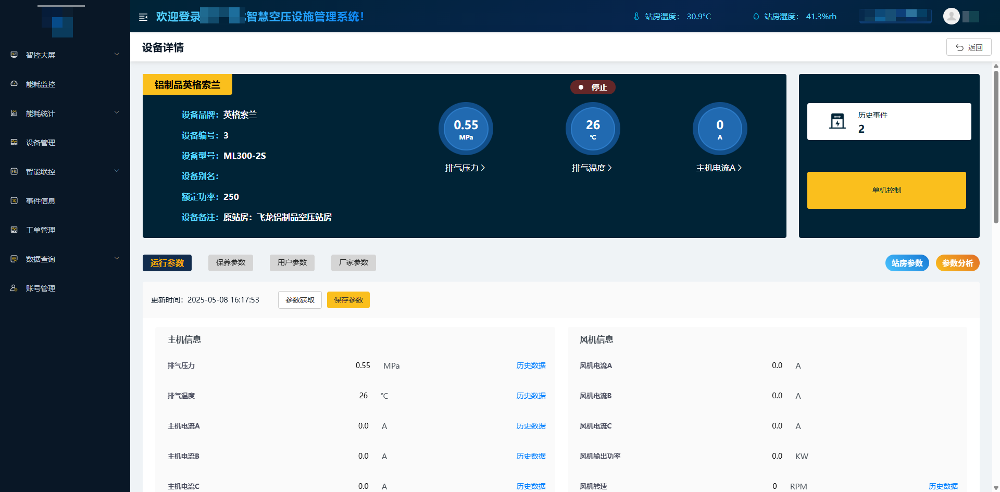 欢迎登录
智慧空压设施管理系统！
站房温度： 30.9°C
站房湿度： 41.3%rh
智控大屏
能耗监控
能耗统计
设备管理
智能联控
事件信息
工单管理
数据查询
账号管理
设备详情
返回
铝制品英格索兰
停止
设备品牌：英格索兰
设备编号：3
设备型号：ML300-2S
设备别名：
额定功率：250
设备备注：原站房：飞龙铝制品空压站房
0.55
MPa
排气压力
26
℃
排气温度
0
A
主机电流A
历史事件
2
单机控制
运行参数
保养参数
用户参数
厂家参数
站房参数
参数分析
更新时间：2025-05-08 16:17:53
参数获取
保存参数
主机信息
排气压力 0.55 MPa 历史数据
排气温度 26 ℃ 历史数据
主机电流A 0.0 A 历史数据
主机电流B 0.0 A 历史数据
主机电流C 0.0 A 历史数据
风机信息
风机电流A 0.0 A
风机电流B 0.0 A
风机电流C 0.0 A
风机输出功率 0.0 KW
风机转速 0 RPM 历史数据